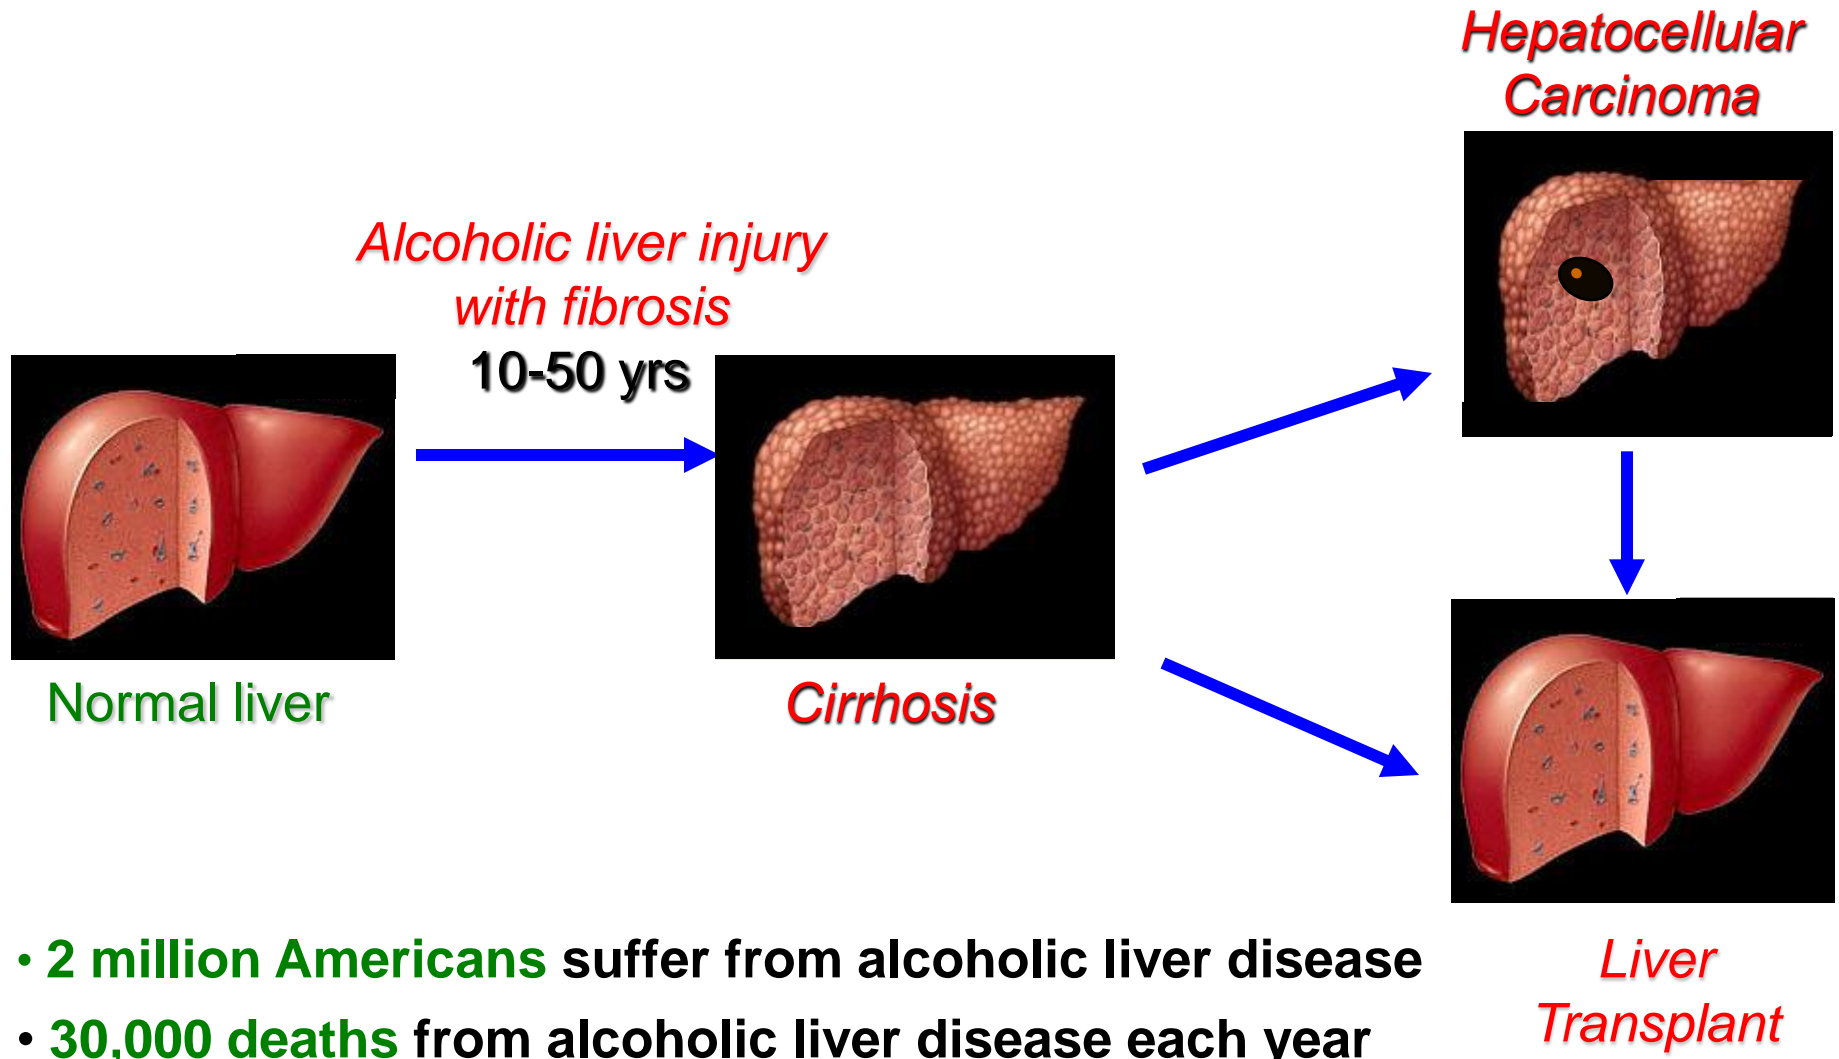 Hepatocellular
Carcinoma
Alcoholic liver injury
with fibrosis
10-50 yrs
Normal liver
Cirrhosis
• 2 million Americans suffer from alcoholic liver disease
• 30,000 deaths from alcoholic liver disease each year
Liver
Transplant